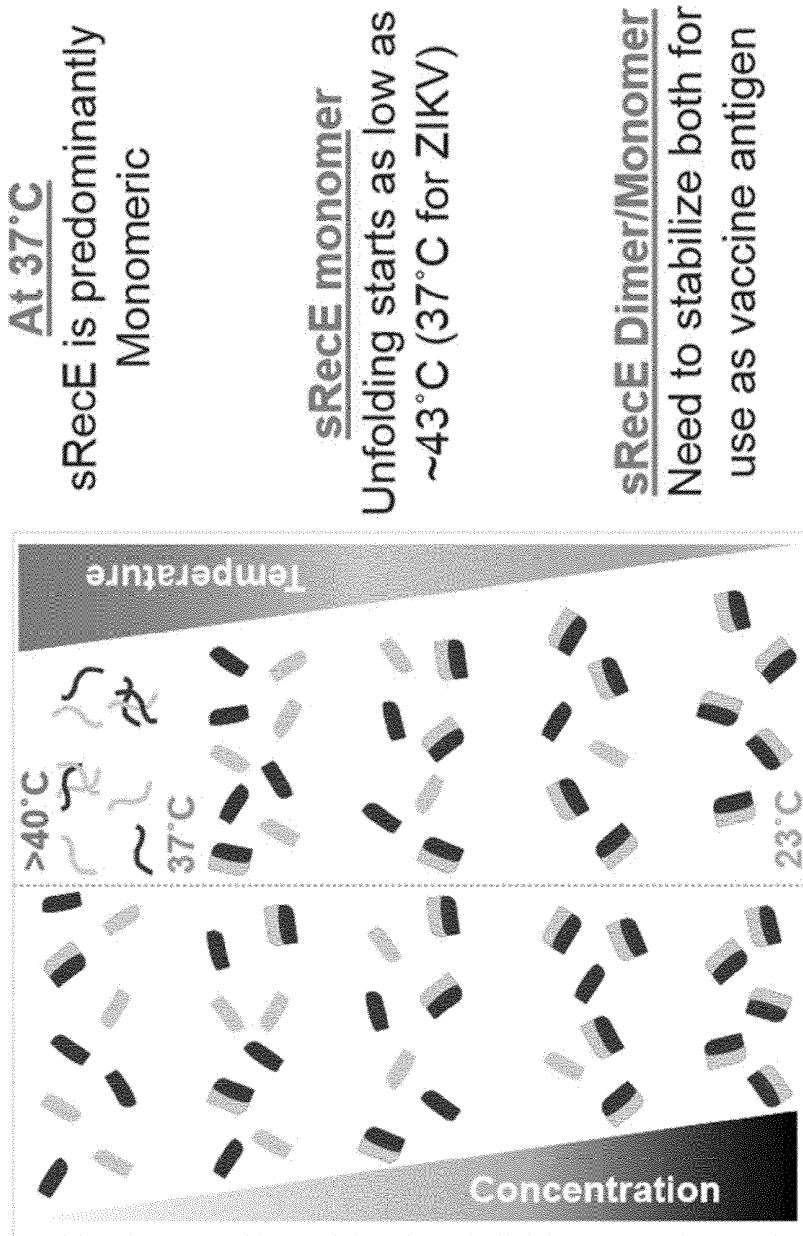 At 37°C
sRecE is predominantly
Monomeric
sRecE monomer
Unfolding starts as low as
~43°C (37°C for ZIKV)
sRecE Dimer/Monomer
Need to stabilize both for
use as vaccine antigen
Temperature
>40°C
37°C
23°C
Concentration